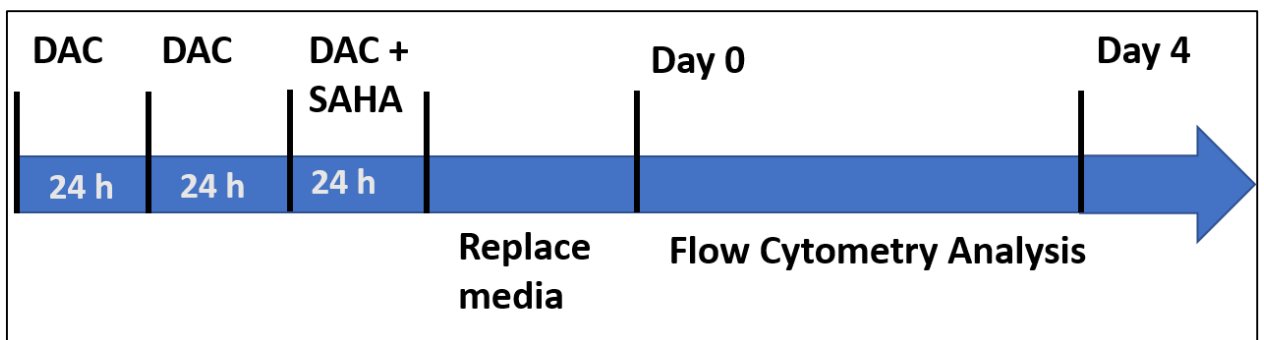 DAC
DAC
DAC +
SAHA
Day 0
Day 4
24 h
24 h
24 h
Replace
media
Flow Cytometry Analysis